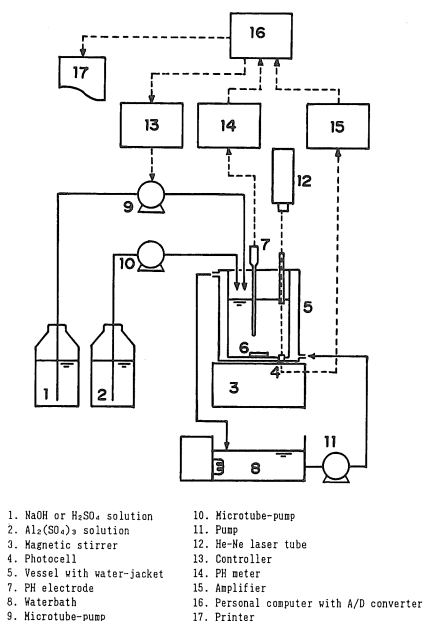 16
17
13
14
15
12
9
7
10
5
6
4
1
2
3
11
8
1. NaOH or H₂SO₄ solution
2. Al₂(SO₄)₃ solution
3. Magnetic stirrer
4. Photocell
5. Vessel with water-jacket
7. PH electrode
8. Waterbath
9. Microtube-pump
10. Microtube-pump
11. Pump
12. He-Ne laser tube
13. Controller
14. PH meter
15. Amplifier
16. Personal computer with A/D converter
17. Printer